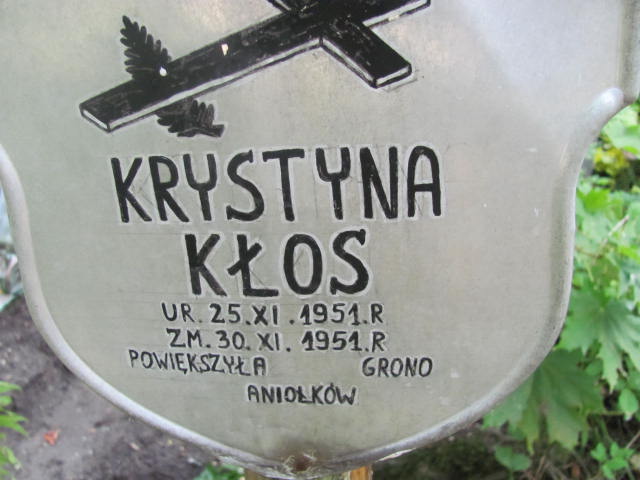 KRYSTYNA
KŁOS
UR. 25.XI.1951.R
ZM. 30.XI. 1951.R
POWIĘKSZYŁA GRONO
ANIOŁKÓW